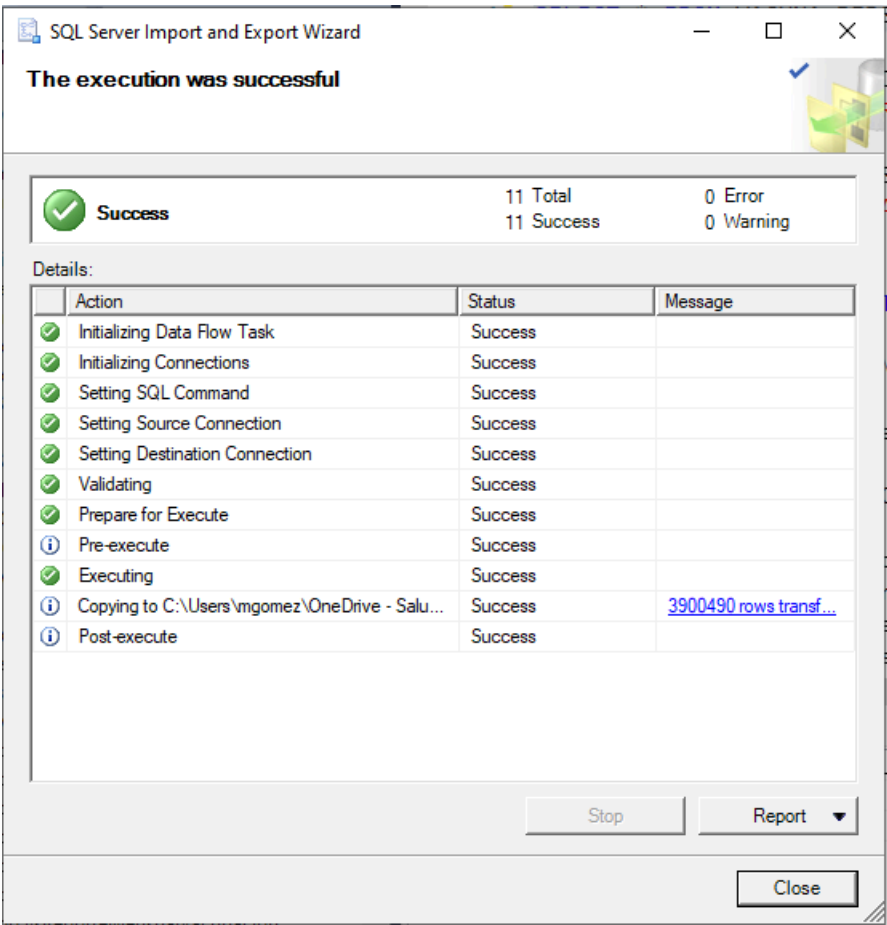 SQL Server Import and Export Wizard
The execution was successful
Success
11 Total 0 Error
11 Success 0 Warning
Details:
Action Status Message
Initializing Data Flow Task Success
Initializing Connections Success
Setting SQL Command Success
Setting Source Connection Success
Setting Destination Connection Success
Validating Success
Prepare for Execute Success
Pre-execute Success
Executing Success
Copying to C:\Users\mgomez\OneDrive - Salu... Success 3900490 rows transf...
Post-execute Success
Stop Report
Close